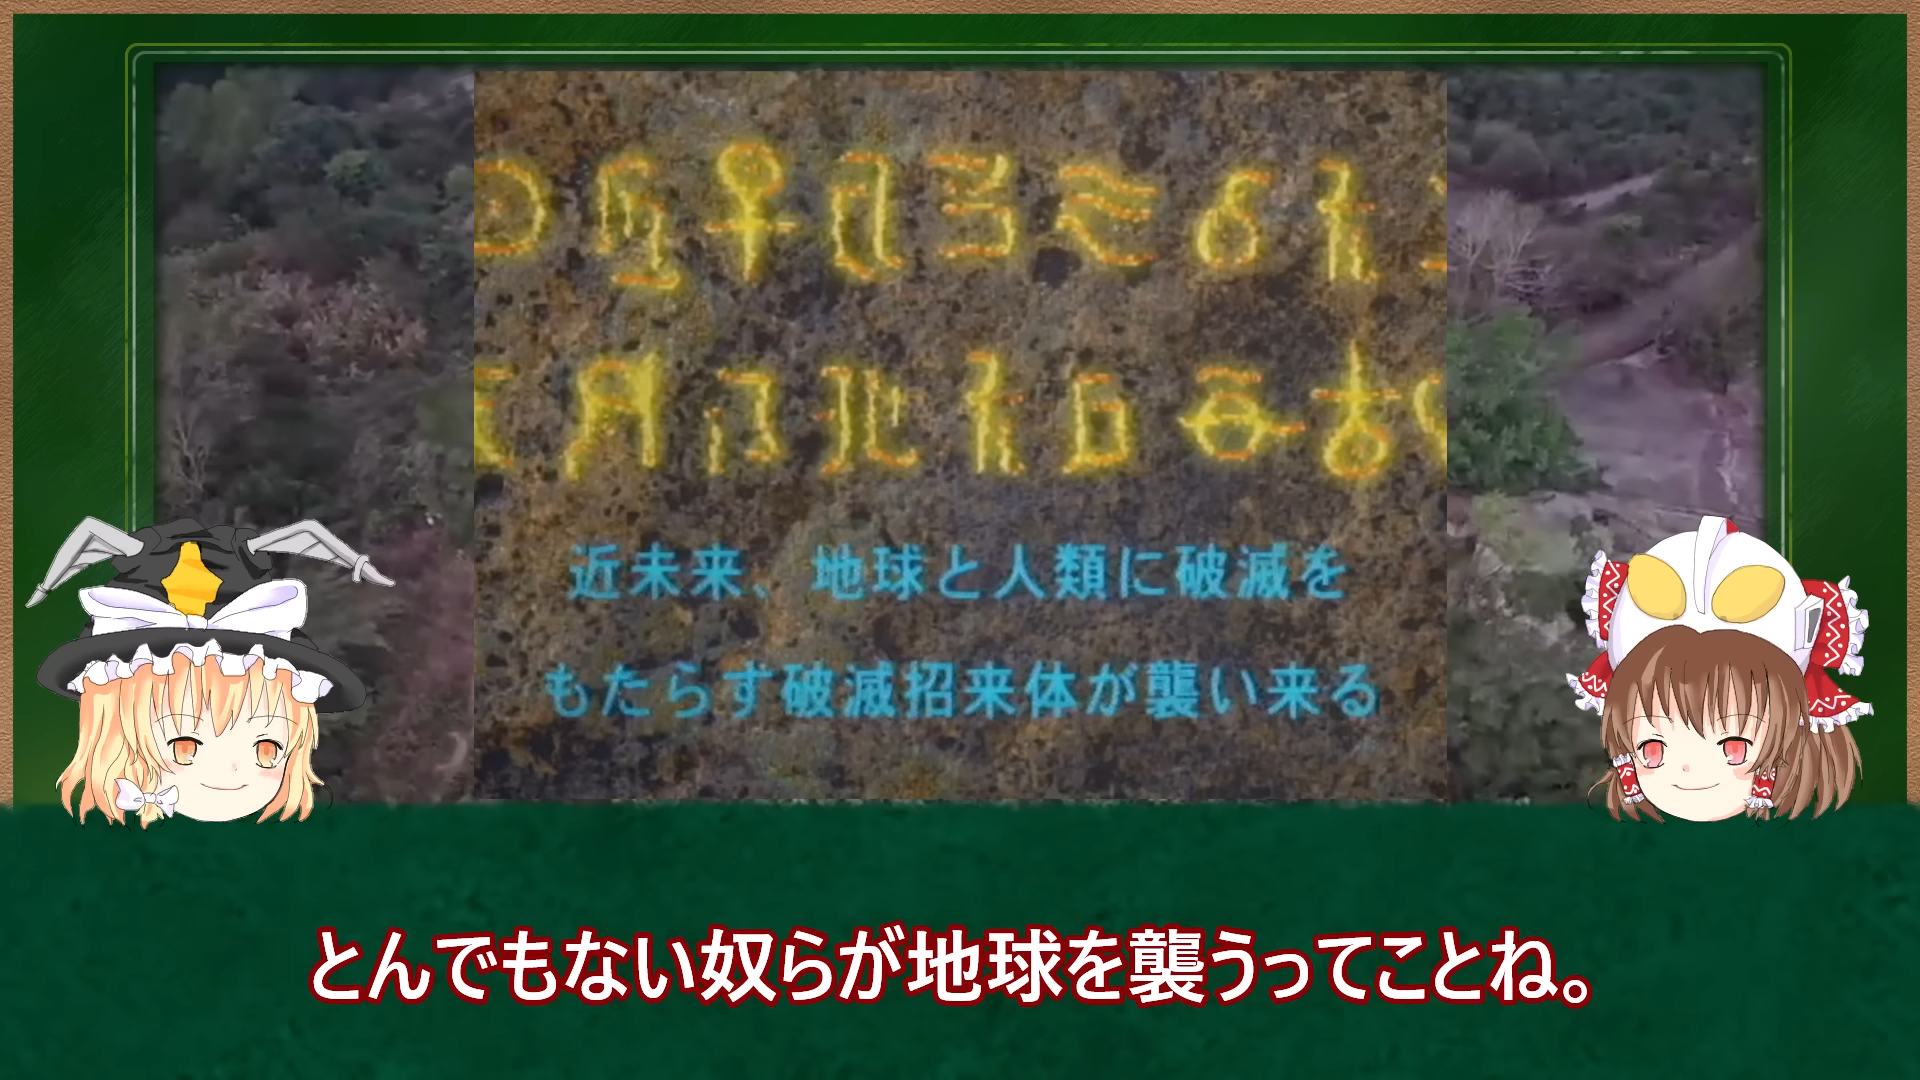 近未来、地球と人類に破滅を
もたらす破滅招来体が襲い来る
とんでもない奴らが地球を襲うってことね。